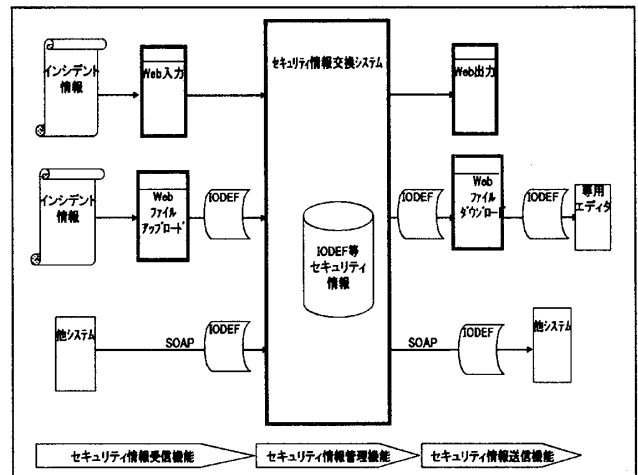 インシデント
情報
Web入力
セキュリティ情報交換システム
Web出力
インシデント
情報
Web
ファイル
アップロード
IODEF
IODEF等
セキュリティ
情報
IODEF
Web
ファイル
ダウンロード
IODEF
専用
エディタ
他システム
SOAP
IODEF
SOAP
IODEF
他システム
セキュリティ情報受信機能
セキュリティ情報管理機能
セキュリティ情報送信機能